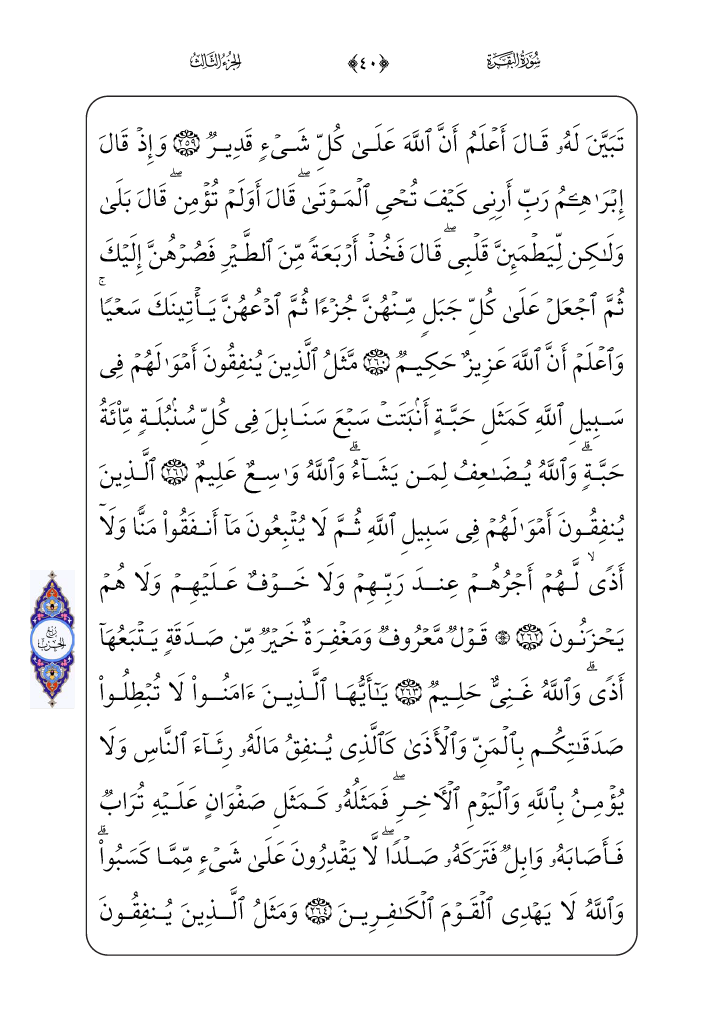 سُورَةُ البَقَرَةِ ﴿٤٠﴾ الجُزْءُ الثَّالِثُ
تَبَيَّنَ لَهُۥ قَالَ أَعۡلَمُ أَنَّ ٱللَّهَ عَلَىٰ كُلِّ شَىۡءٖ قَدِيرٞ ٢٥٩ وَإِذۡ قَالَ
إِبۡرَٰهِـۧمُ رَبِّ أَرِنِى كَيۡفَ تُحۡىِ ٱلۡمَوۡتَىٰۖ قَالَ أَوَلَمۡ تُؤۡمِنۖ قَالَ بَلَىٰ
وَلَٰكِن لِّيَطۡمَئِنَّ قَلۡبِىۖ قَالَ فَخُذۡ أَرۡبَعَةٗ مِّنَ ٱلطَّيۡرِ فَصُرۡهُنَّ إِلَيۡكَ
ثُمَّ ٱجۡعَلۡ عَلَىٰ كُلِّ جَبَلٖ مِّنۡهُنَّ جُزۡءٗا ثُمَّ ٱدۡعُهُنَّ يَأۡتِينَكَ سَعۡيٗاۚ
وَٱعۡلَمۡ أَنَّ ٱللَّهَ عَزِيزٌ حَكِيمٞ ٢٦٠ مَّثَلُ ٱلَّذِينَ يُنفِقُونَ أَمۡوَٰلَهُمۡ فِى
سَبِيلِ ٱللَّهِ كَمَثَلِ حَبَّةٍ أَنۢبَتَتۡ سَبۡعَ سَنَابِلَ فِى كُلِّ سُنۢبُلَةٖ مِّاْئَةُ
حَبَّةٖۗ وَٱللَّهُ يُضَٰعِفُ لِمَن يَشَآءُۗ وَٱللَّهُ وَٰسِعٌ عَلِيمٌ ٢٦١ ٱلَّذِينَ
يُنفِقُونَ أَمۡوَٰلَهُمۡ فِى سَبِيلِ ٱللَّهِ ثُمَّ لَا يُتۡبِعُونَ مَآ أَنفَقُواْ مَنّٗا وَلَآ
أَذٗىۙ لَّهُمۡ أَجۡرُهُمۡ عِندَ رَبِّهِمۡ وَلَا خَوۡفٌ عَلَيۡهِمۡ وَلَا هُمۡ
يَحۡزَنُونَ ٢٦٢ ۞ قَوۡلٞ مَّعۡرُوفٞ وَمَغۡفِرَةٌ خَيۡرٞ مِّن صَدَقَةٖ يَتۡبَعُهَآ
أَذٗىۗ وَٱللَّهُ غَنِىٌّ حَلِيمٞ ٢٦٣ يَٰٓأَيُّهَا ٱلَّذِينَ ءَامَنُواْ لَا تُبۡطِلُواْ
صَدَقَٰتِكُم بِٱلۡمَنِّ وَٱلۡأَذَىٰ كَٱلَّذِى يُنفِقُ مَالَهُۥ رِئَآءَ ٱلنَّاسِ وَلَا
يُؤۡمِنُ بِٱللَّهِ وَٱلۡيَوۡمِ ٱلۡأٓخِرِۖ فَمَثَلُهُۥ كَمَثَلِ صَفۡوَانٍ عَلَيۡهِ تُرَابٞ
فَأَصَابَهُۥ وَابِلٞ فَتَرَكَهُۥ صَلۡدٗاۖ لَّا يَقۡدِرُونَ عَلَىٰ شَىۡءٖ مِّمَّا كَسَبُواْۗ
وَٱللَّهُ لَا يَهۡدِى ٱلۡقَوۡمَ ٱلۡكَٰفِرِينَ ٢٦٤ وَمَثَلُ ٱلَّذِينَ يُنفِقُونَ
رُبْع
الحِزْب